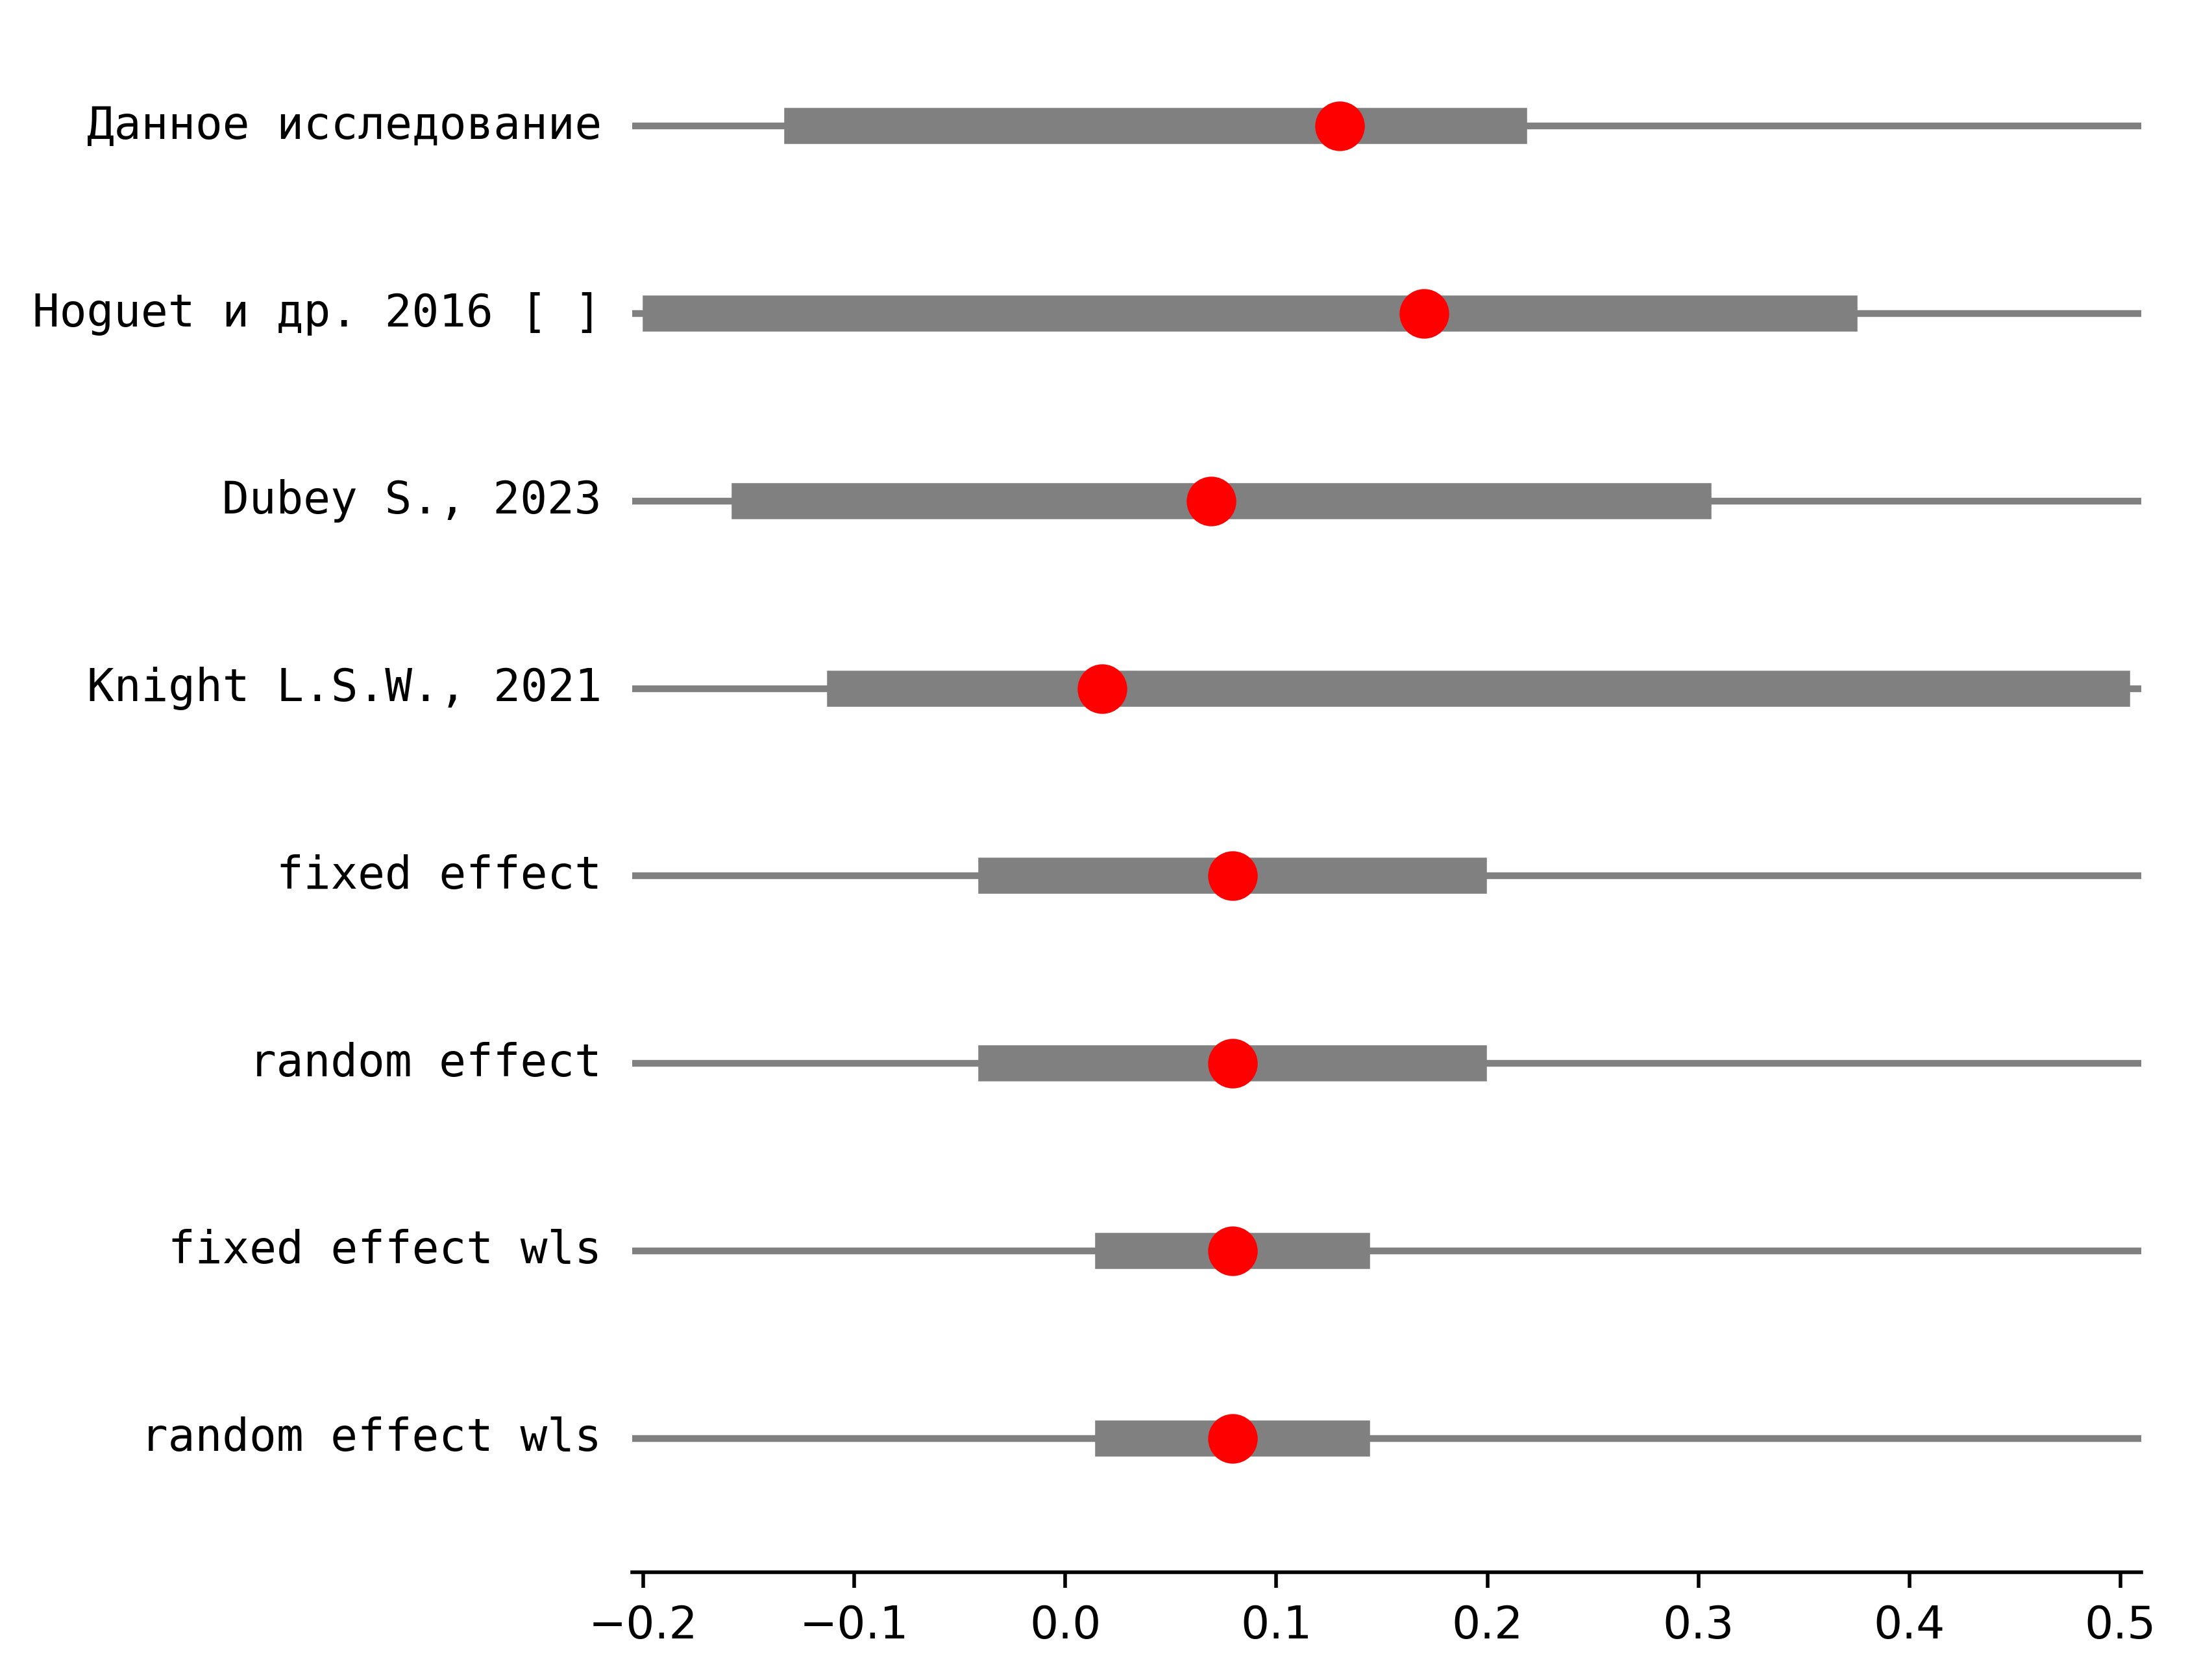 Данное исследование
Hoguet и др. 2016 [ ]
Dubey S., 2023
Knight L.S.W., 2021
fixed effect
random effect
fixed effect wls
random effect wls
−0.2 −0.1 0.0 0.1 0.2 0.3 0.4 0.5